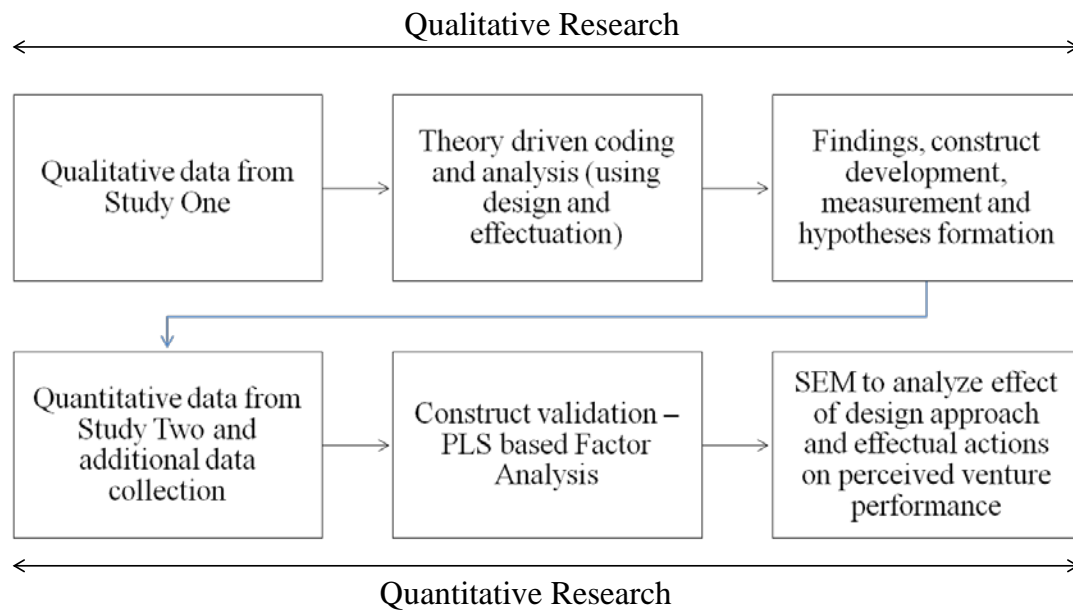 Qualitative Research
Qualitative data from
Study One
Theory driven coding
and analysis (using
design and
effectuation)
Findings, construct
development,
measurement and
hypotheses formation
Quantitative data from
Study Two and
additional data
collection
Construct validation –
PLS based Factor
Analysis
SEM to analyze effect
of design approach
and effectual actions
on perceived venture
performance
Quantitative Research